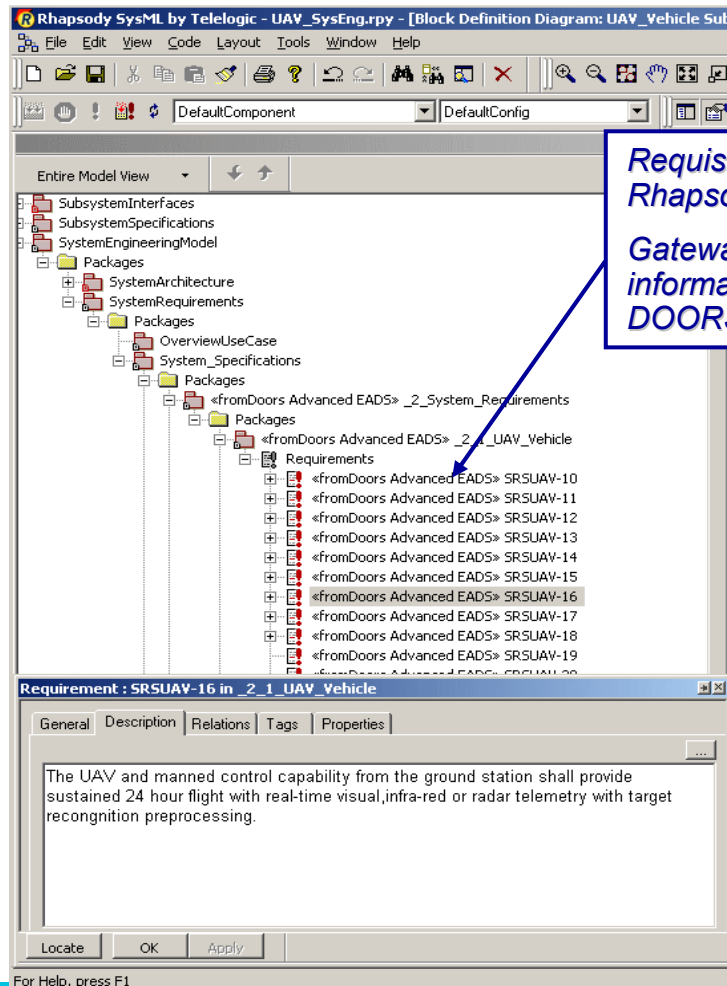 Rhapsody SysML by Telelogic - UAV_SysEng.rpy - [Block Definition Diagram: UAV_Vehicle Sub
File Edit View Code Layout Tools Window Help
DefaultComponent DefaultConfig
Entire Model View
Requis
Rhapso
Gatewa
informa
DOORS
SubsystemInterfaces
SubsystemSpecifications
SystemEngineeringModel
Packages
SystemArchitecture
SystemRequirements
Packages
OverviewUseCase
System_Specifications
Packages
«fromDoors Advanced EADS» _2_System_Requirements
Packages
«fromDoors Advanced EADS» _2_1_UAV_Vehicle
Requirements
«fromDoors Advanced EADS» SRSUAV-10
«fromDoors Advanced EADS» SRSUAV-11
«fromDoors Advanced EADS» SRSUAV-12
«fromDoors Advanced EADS» SRSUAV-13
«fromDoors Advanced EADS» SRSUAV-14
«fromDoors Advanced EADS» SRSUAV-15
«fromDoors Advanced EADS» SRSUAV-16
«fromDoors Advanced EADS» SRSUAV-17
«fromDoors Advanced EADS» SRSUAV-18
«fromDoors Advanced EADS» SRSUAV-19
«fromDoors Advanced EADS» SRSUAV-20
Requirement : SRSUAV-16 in _2_1_UAV_Vehicle
General Description Relations Tags Properties
...
The UAV and manned control capability from the ground station shall provide
sustained 24 hour flight with real-time visual,infra-red or radar telemetry with target
recongnition preprocessing.
Locate OK Apply
For Help, press F1